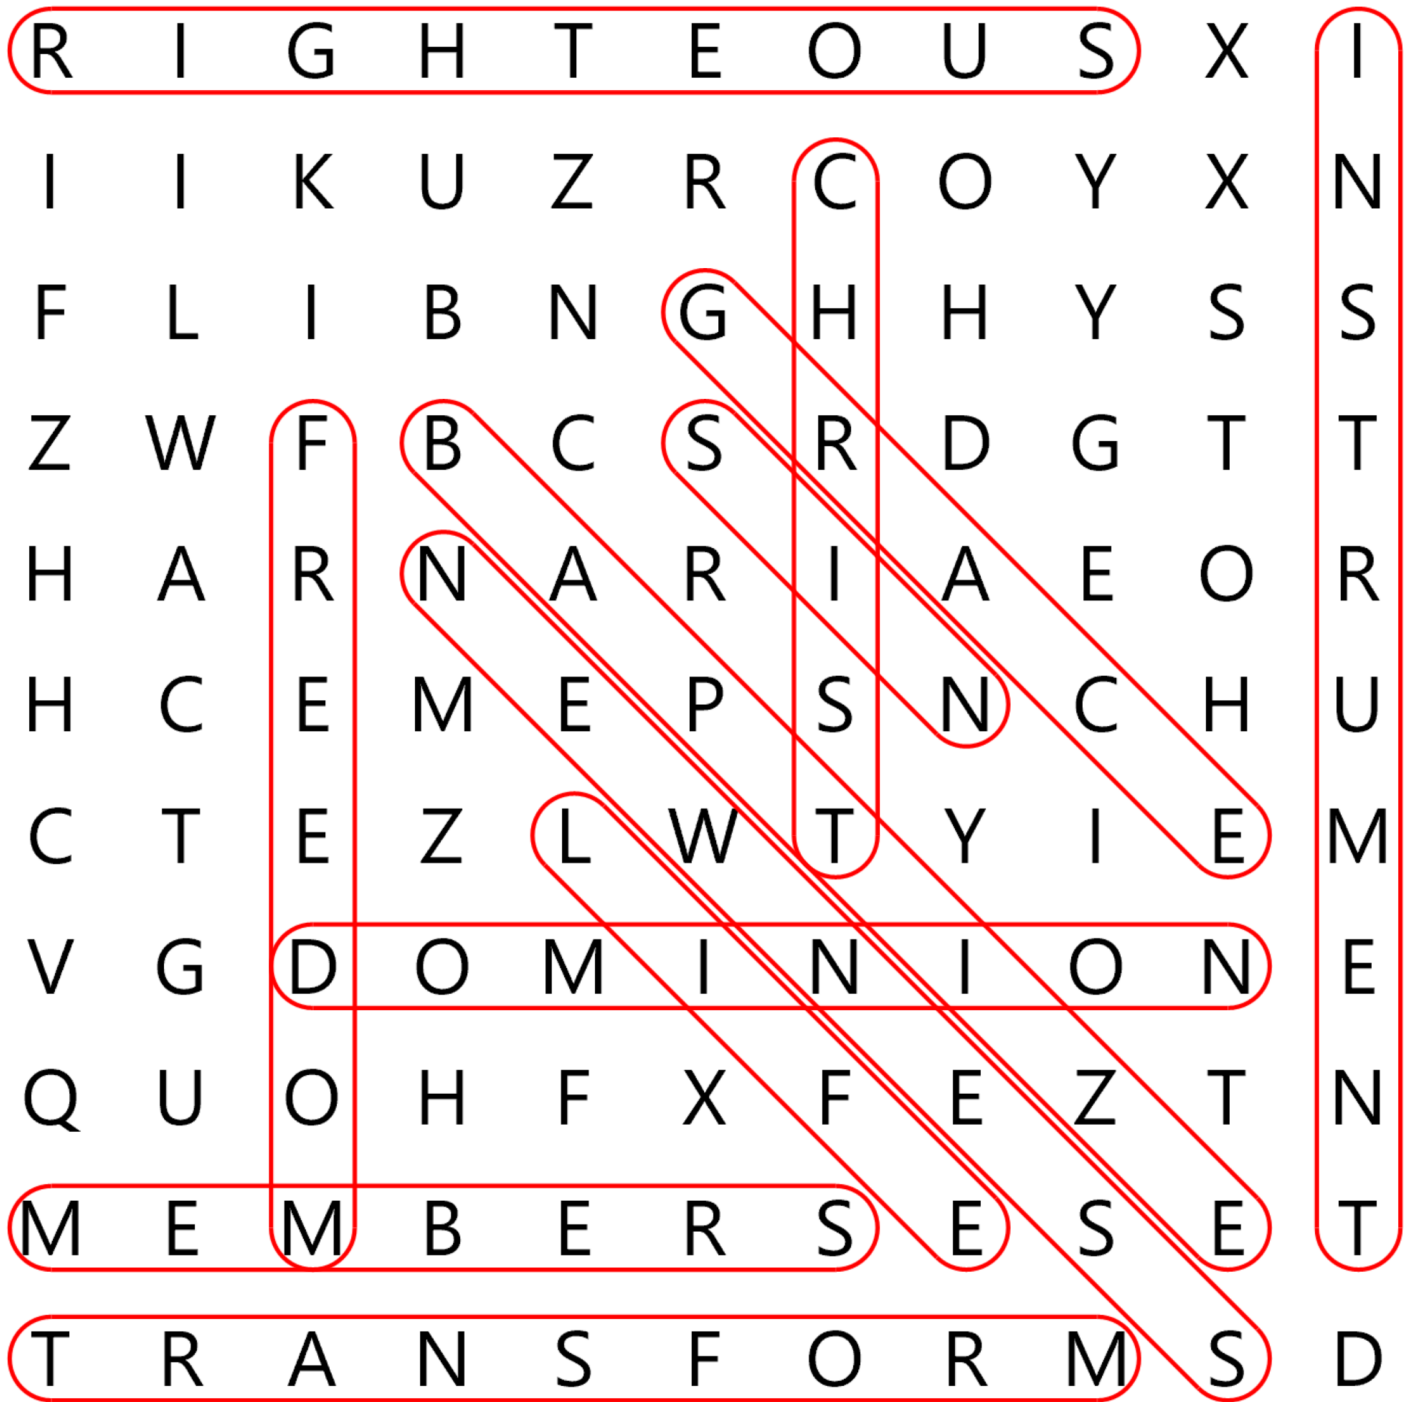 R I G H T E O U S X I
I I K U Z R C O Y X N
F L I B N G H H Y S S
Z W F B C S R D G T T
H A R N A R I A E O R
H C E M E P S N C H U
C T E Z L W T Y I E M
V G D O M I N I O N E
Q U O H F X F E Z T N
M E M B E R S E S E T
T R A N S F O R M S D